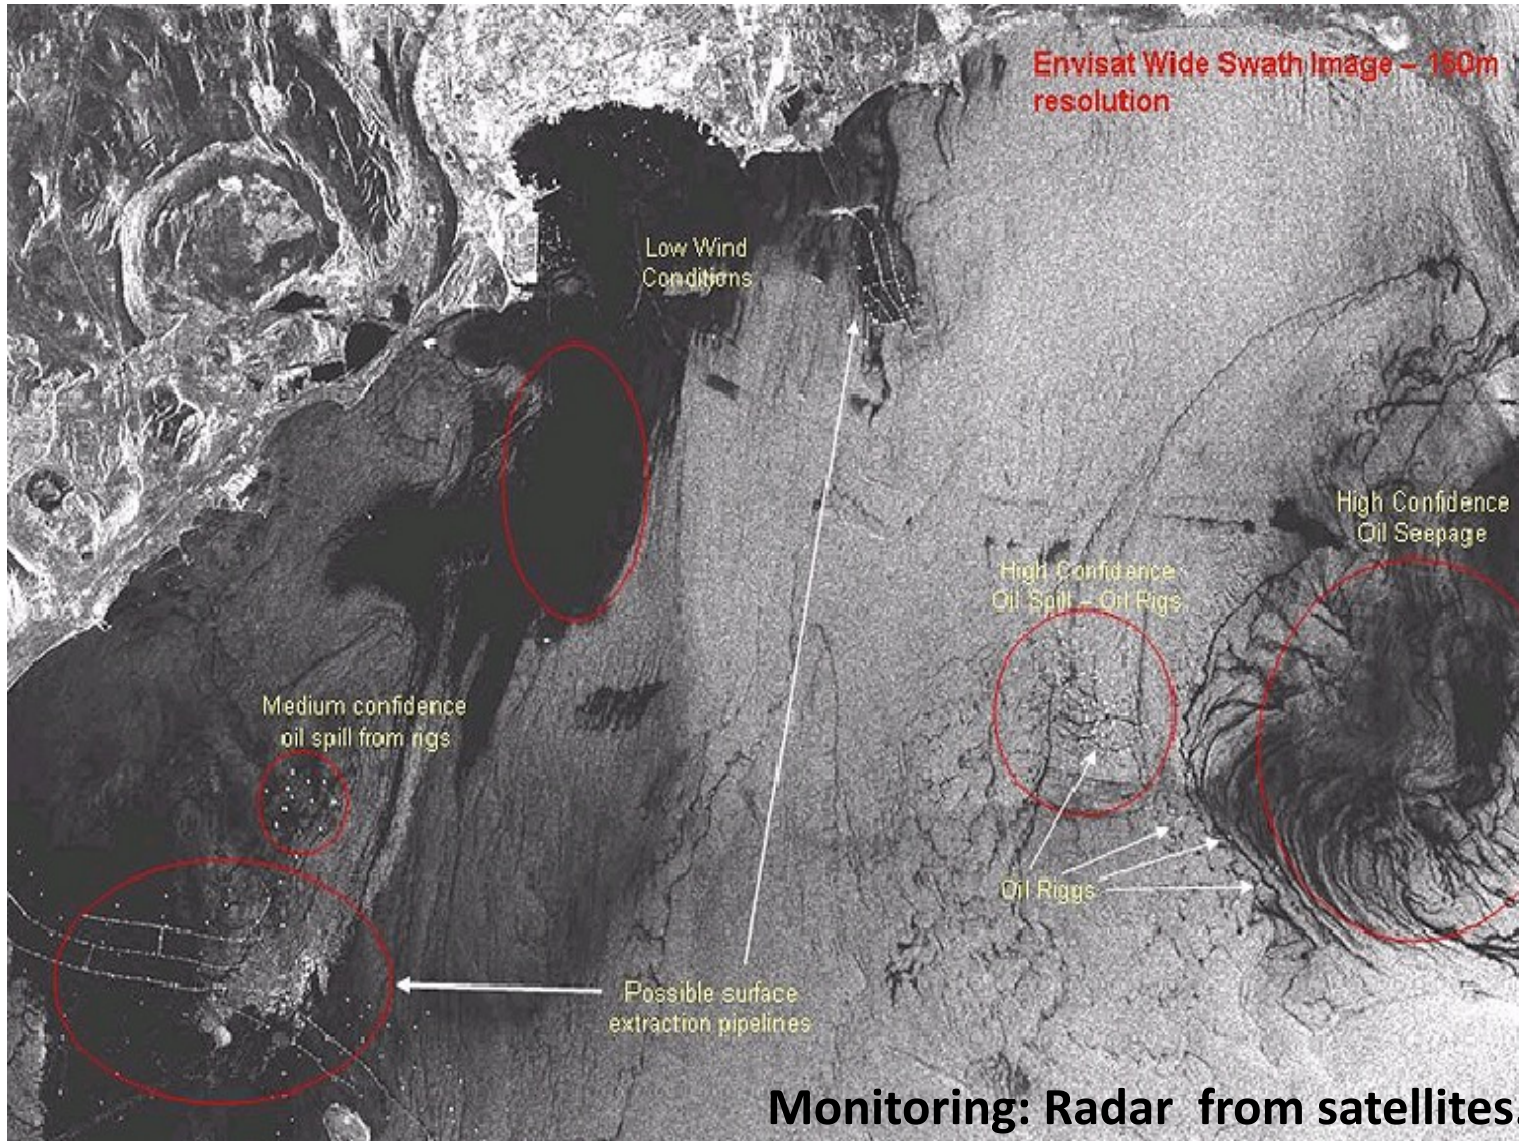 Envisat Wide Swath Image – 150m
resolution
Low Wind
Conditions
High Confidence
Oil Seepage
High Confidence
Oil Spill – Oil Rigs
Medium confidence
oil spill from rigs
Oil Riggs
Possible surface
extraction pipelines
Monitoring: Radar from satellites.